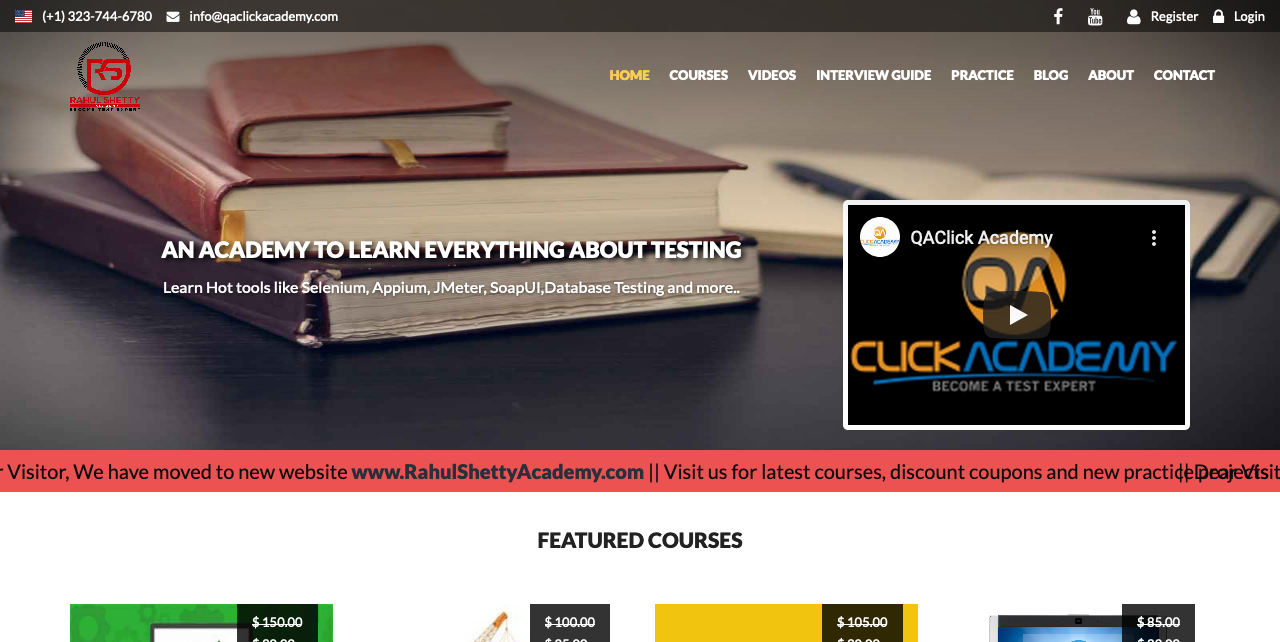 (+1) 323-744-6780 info@qaclickacademy.com Register Login
RAHUL SHETTY
HOME COURSES VIDEOS INTERVIEW GUIDE PRACTICE BLOG ABOUT CONTACT
AN ACADEMY TO LEARN EVERYTHING ABOUT TESTING
Learn Hot tools like Selenium, Appium, JMeter, SoapUI,Database Testing and more..
QAClick Academy
QA
CLICKACADEMY
BECOME A TEST EXPERT
r Visitor, We have moved to new website www.RahulShettyAcademy.com || Visit us for latest courses, discount coupons and new practice Projects || Dear Visit
FEATURED COURSES
$ 150.00 $ 100.00 $ 105.00 $ 85.00